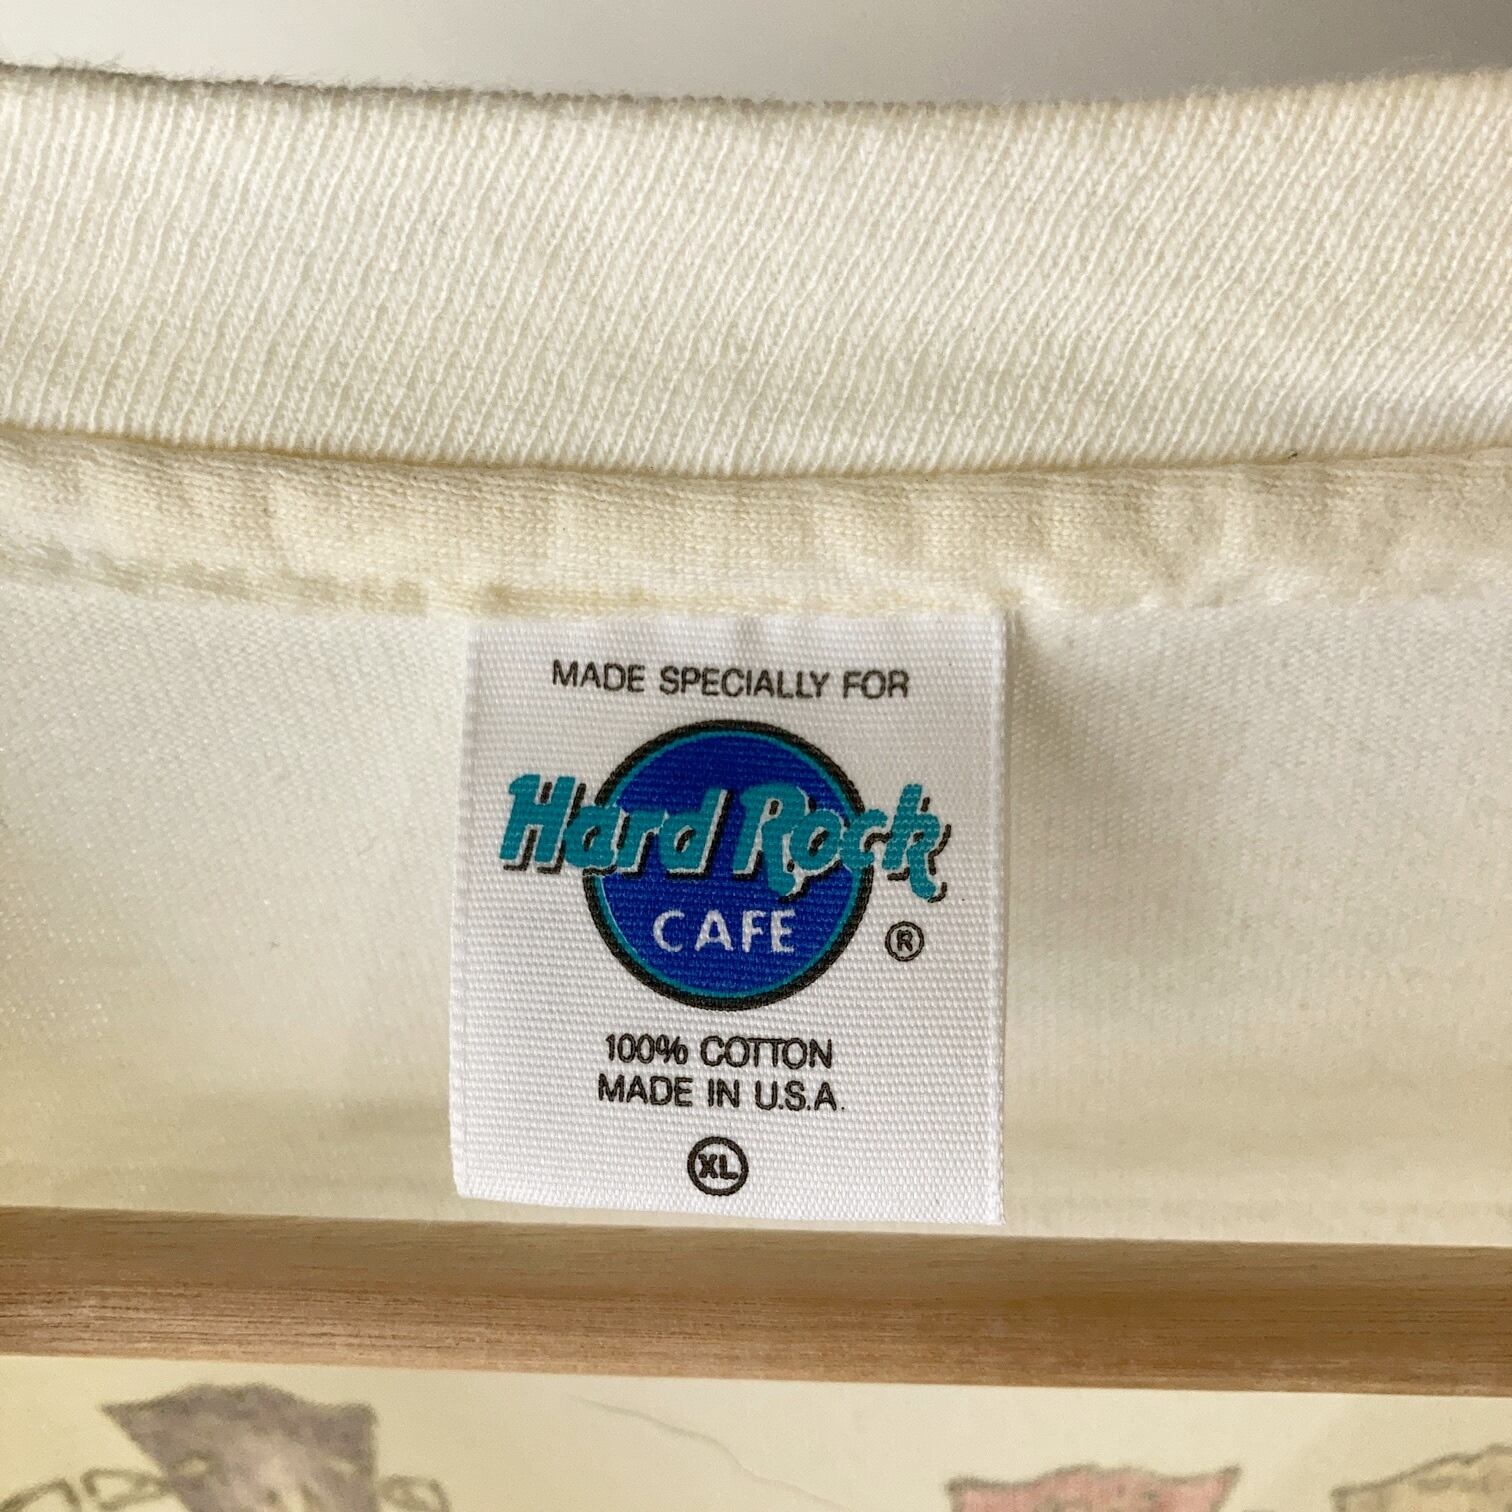 MADE SPECIALLY FOR
Hard Rock
CAFE
®
100% COTTON
MADE IN U.S.A.
XL